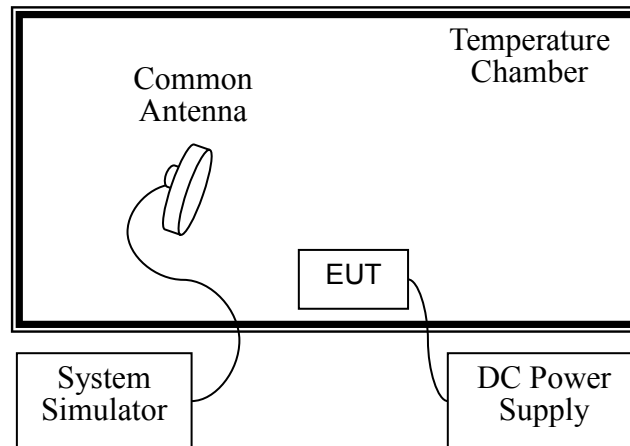 Temperature
Chamber
Common
Antenna
EUT
System
Simulator
DC Power
Supply